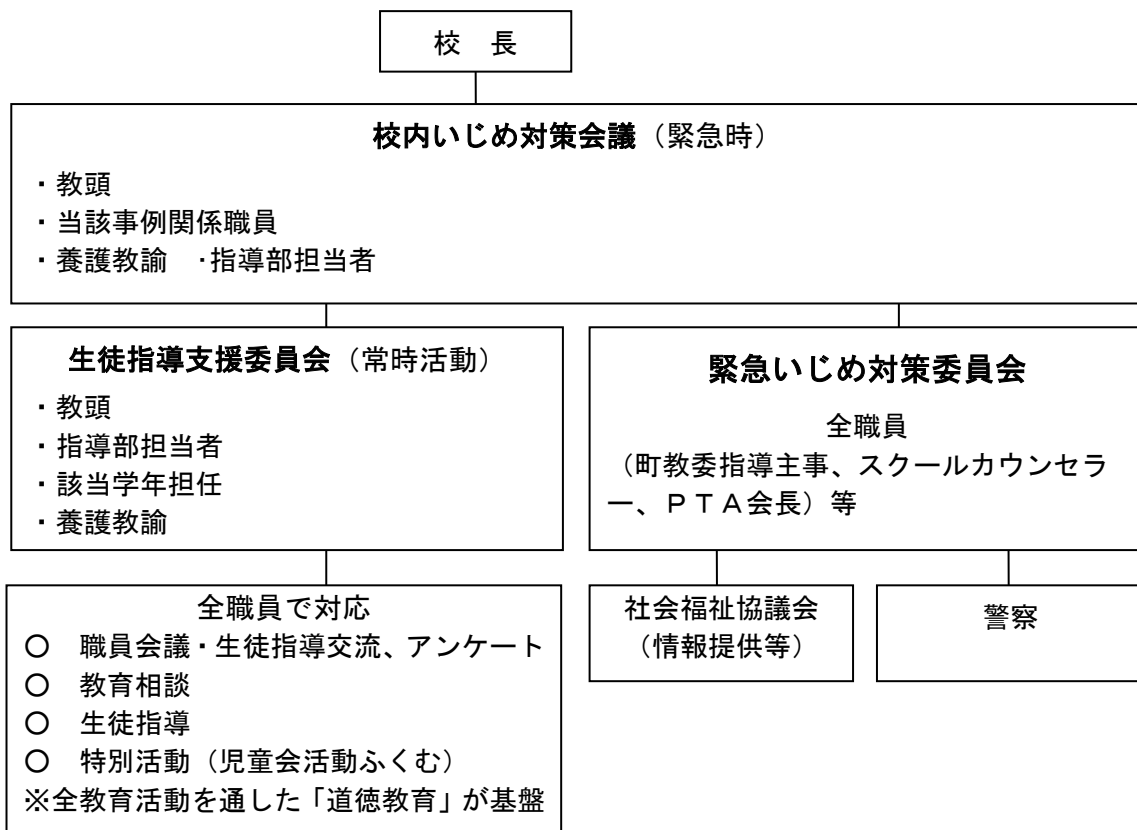 校　長
校内いじめ対策会議（緊急時）
・教頭
・当該事例関係職員
・養護教諭　・指導部担当者
生徒指導支援委員会（常時活動）
・教頭
・指導部担当者
・該当学年担任
・養護教諭
緊急いじめ対策委員会
全職員
（町教委指導主事、スクールカウンセラ
ー、ＰＴＡ会長）等
全職員で対応
〇　職員会議・生徒指導交流、アンケート
〇　教育相談
〇　生徒指導
〇　特別活動（児童会活動ふくむ）
※全教育活動を通した「道徳教育」が基盤
社会福祉協議会
（情報提供等）
警察